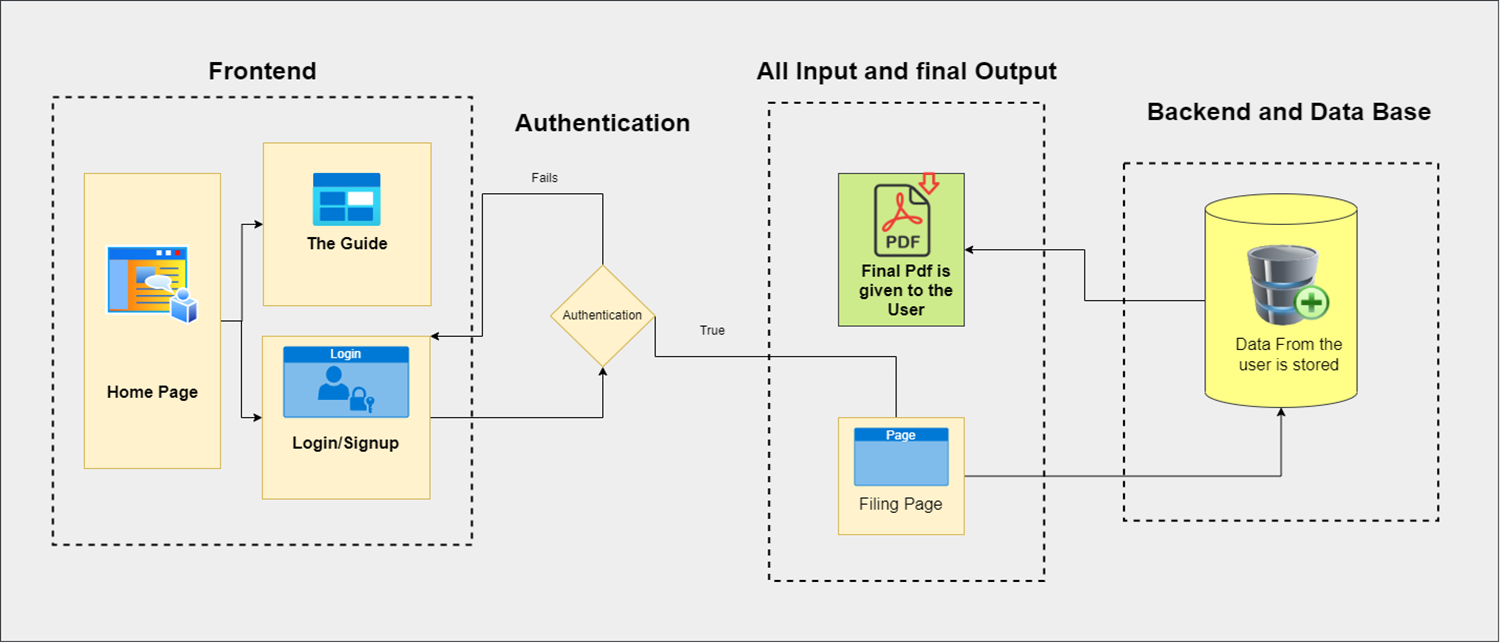 Frontend
Home Page
The Guide
Login
Login/Signup
Authentication
Fails
Authentication
True
All Input and final Output
PDF
Final Pdf is
given to the
User
Page
Filing Page
Backend and Data Base
Data From the
user is stored